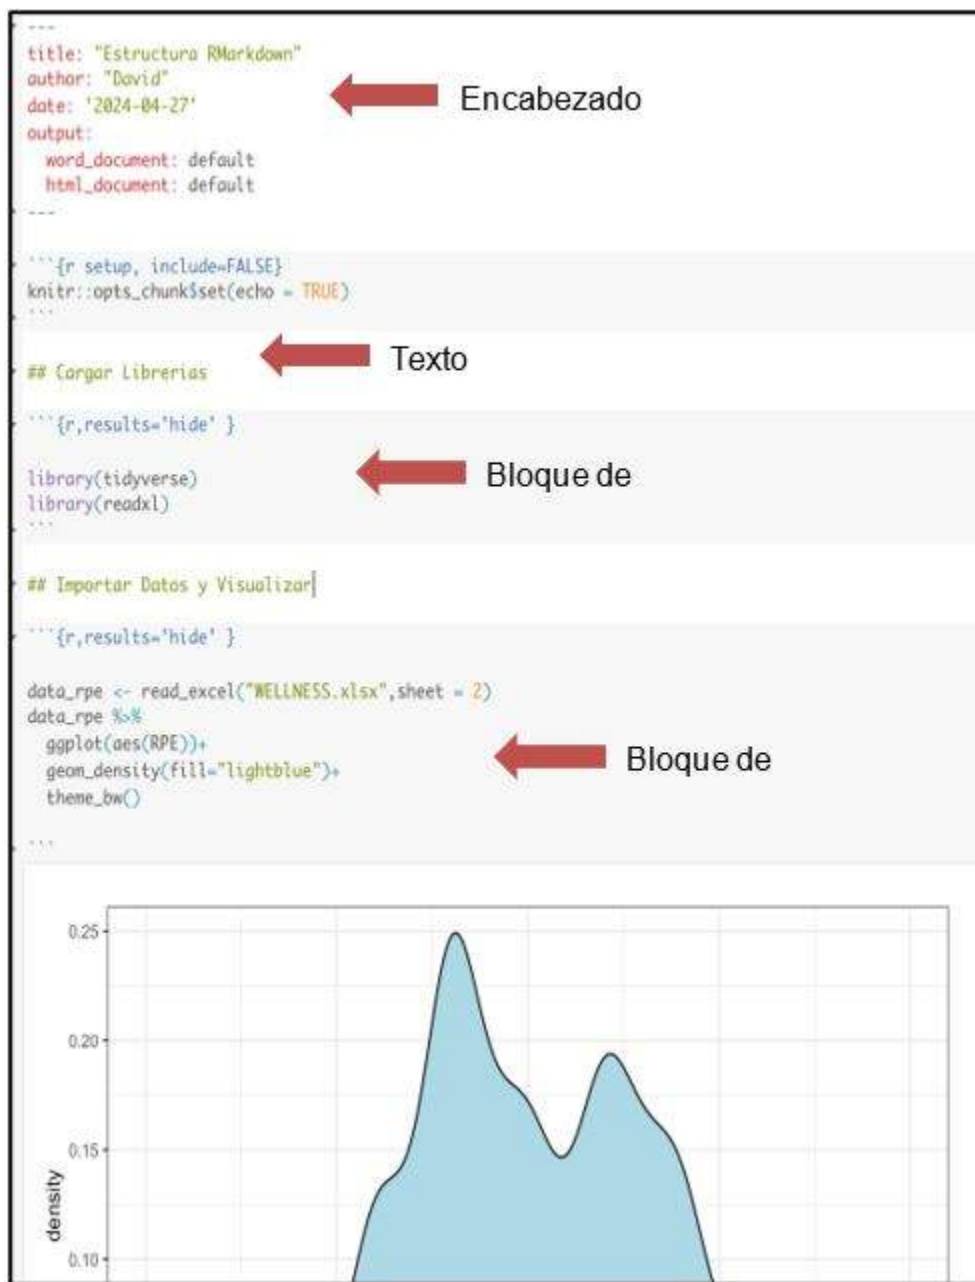 ---
title: "Estructura RMarkdown"
author: "David"
date: '2024-04-27'
output:
  word_document: default
  html_document: default
---
Encabezado
```{r setup, include=FALSE}
knitr::opts_chunk$set(echo = TRUE)
```
Texto
## Cargar Librerias
```{r,results='hide' }
library(tidyverse)
library(readxl)
```
Bloque de
## Importar Datos y Visualizar
```{r,results='hide' }
data_rpe <- read_excel("WELLNESS.xlsx",sheet = 2)
data_rpe %>%
  ggplot(aes(RPE))+
  geom_density(fill="lightblue")+
  theme_bw()
```
Bloque de
0.25
0.20
0.15
density
0.10